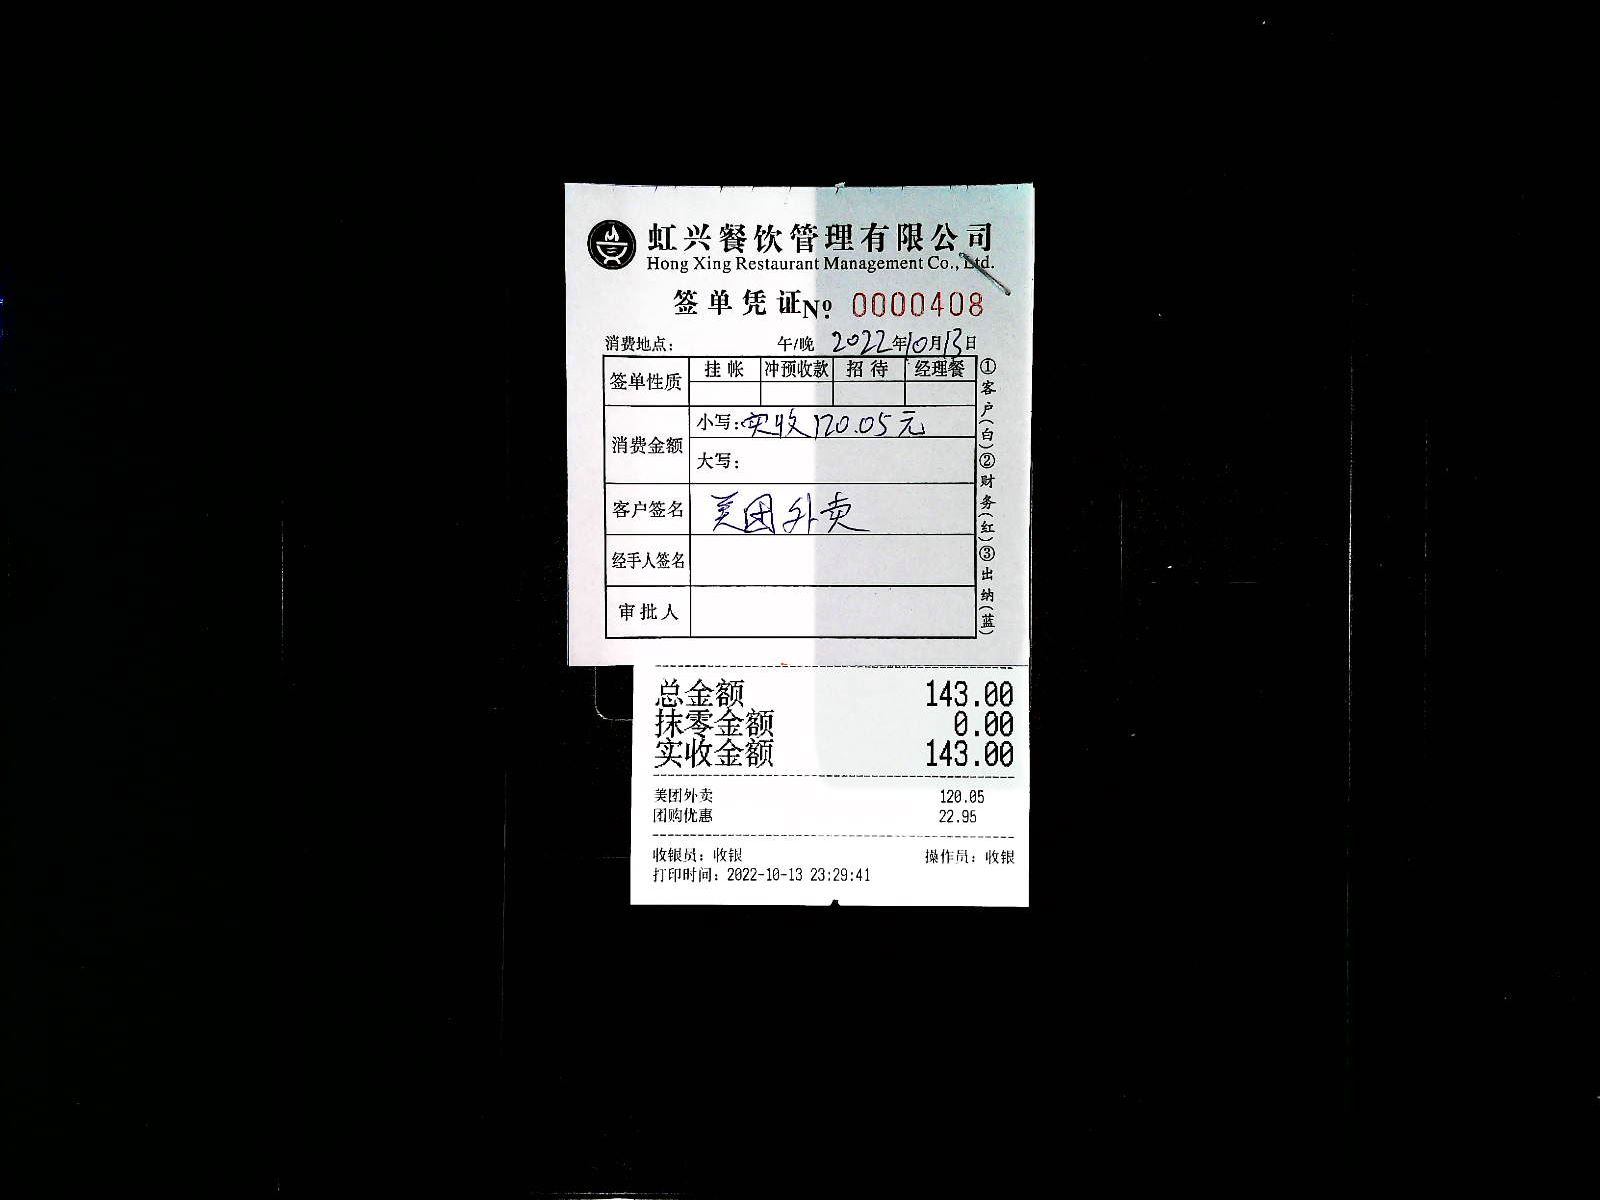 虹兴餐饮管理有限公司
Hong Xing Restaurant Management Co., Ltd.
签单凭证 No. 0000408
消费地点: 午/晚 2022年10月13日
签单性质 挂帐 冲预收款 招待 经理餐
消费金额 小写:实收120.05元
大写:
客户签名 美团外卖
经手人签名
审批人
①客户(白)②财务(红)③出纳(蓝)
总金额 143.00
抹零金额 0.00
实收金额 143.00
美团外卖 120.05
团购优惠 22.95
收银员: 收银 操作员: 收银
打印时间: 2022-10-13 23:29:41